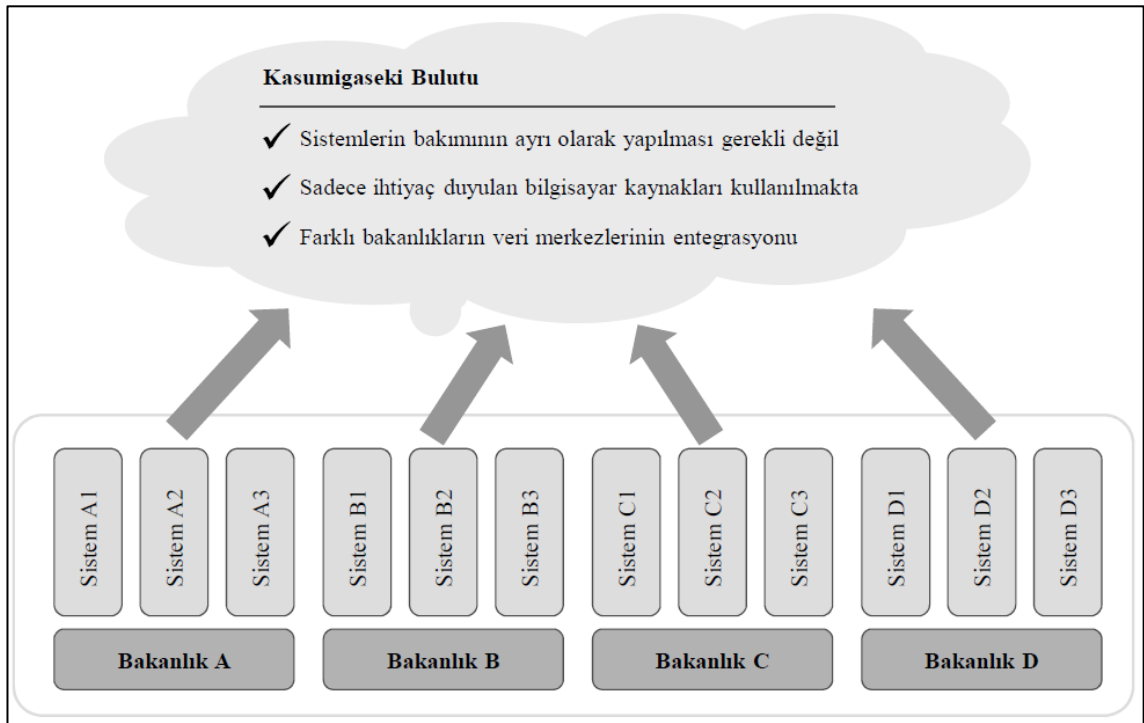 Kasumigaseki Bulutu
Sistemlerin bakımının ayrı olarak yapılması gerekli değil
Sadece ihtiyaç duyulan bilgisayar kaynakları kullanılmakta
Farklı bakanlıkların veri merkezlerinin entegrasyonu
Sistem A1
Sistem A2
Sistem A3
Sistem B1
Sistem B2
Sistem B3
Sistem C1
Sistem C2
Sistem C3
Sistem D1
Sistem D2
Sistem D3
Bakanlık A
Bakanlık B
Bakanlık C
Bakanlık D